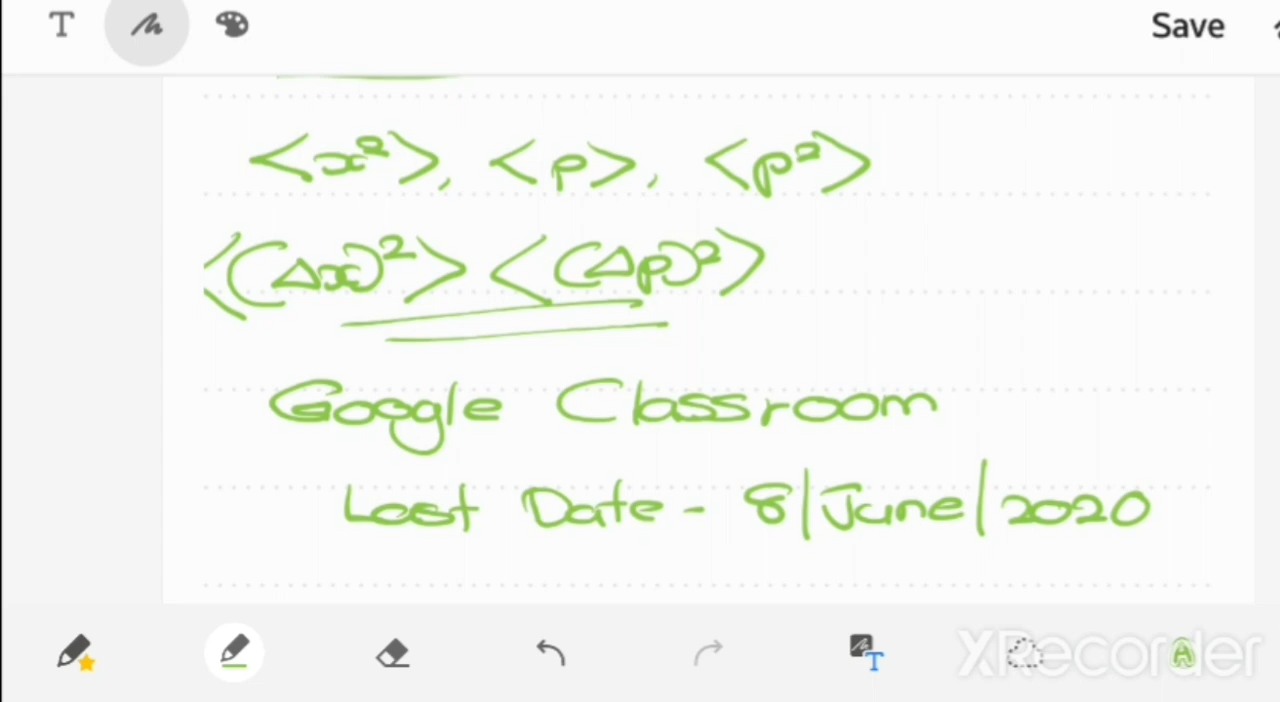 T Save
<x²>, <p>, <p²>
<(Δx)²> <(Δp)²>
Google Classroom
Last Date - 8/June/2020
T XRecorder A